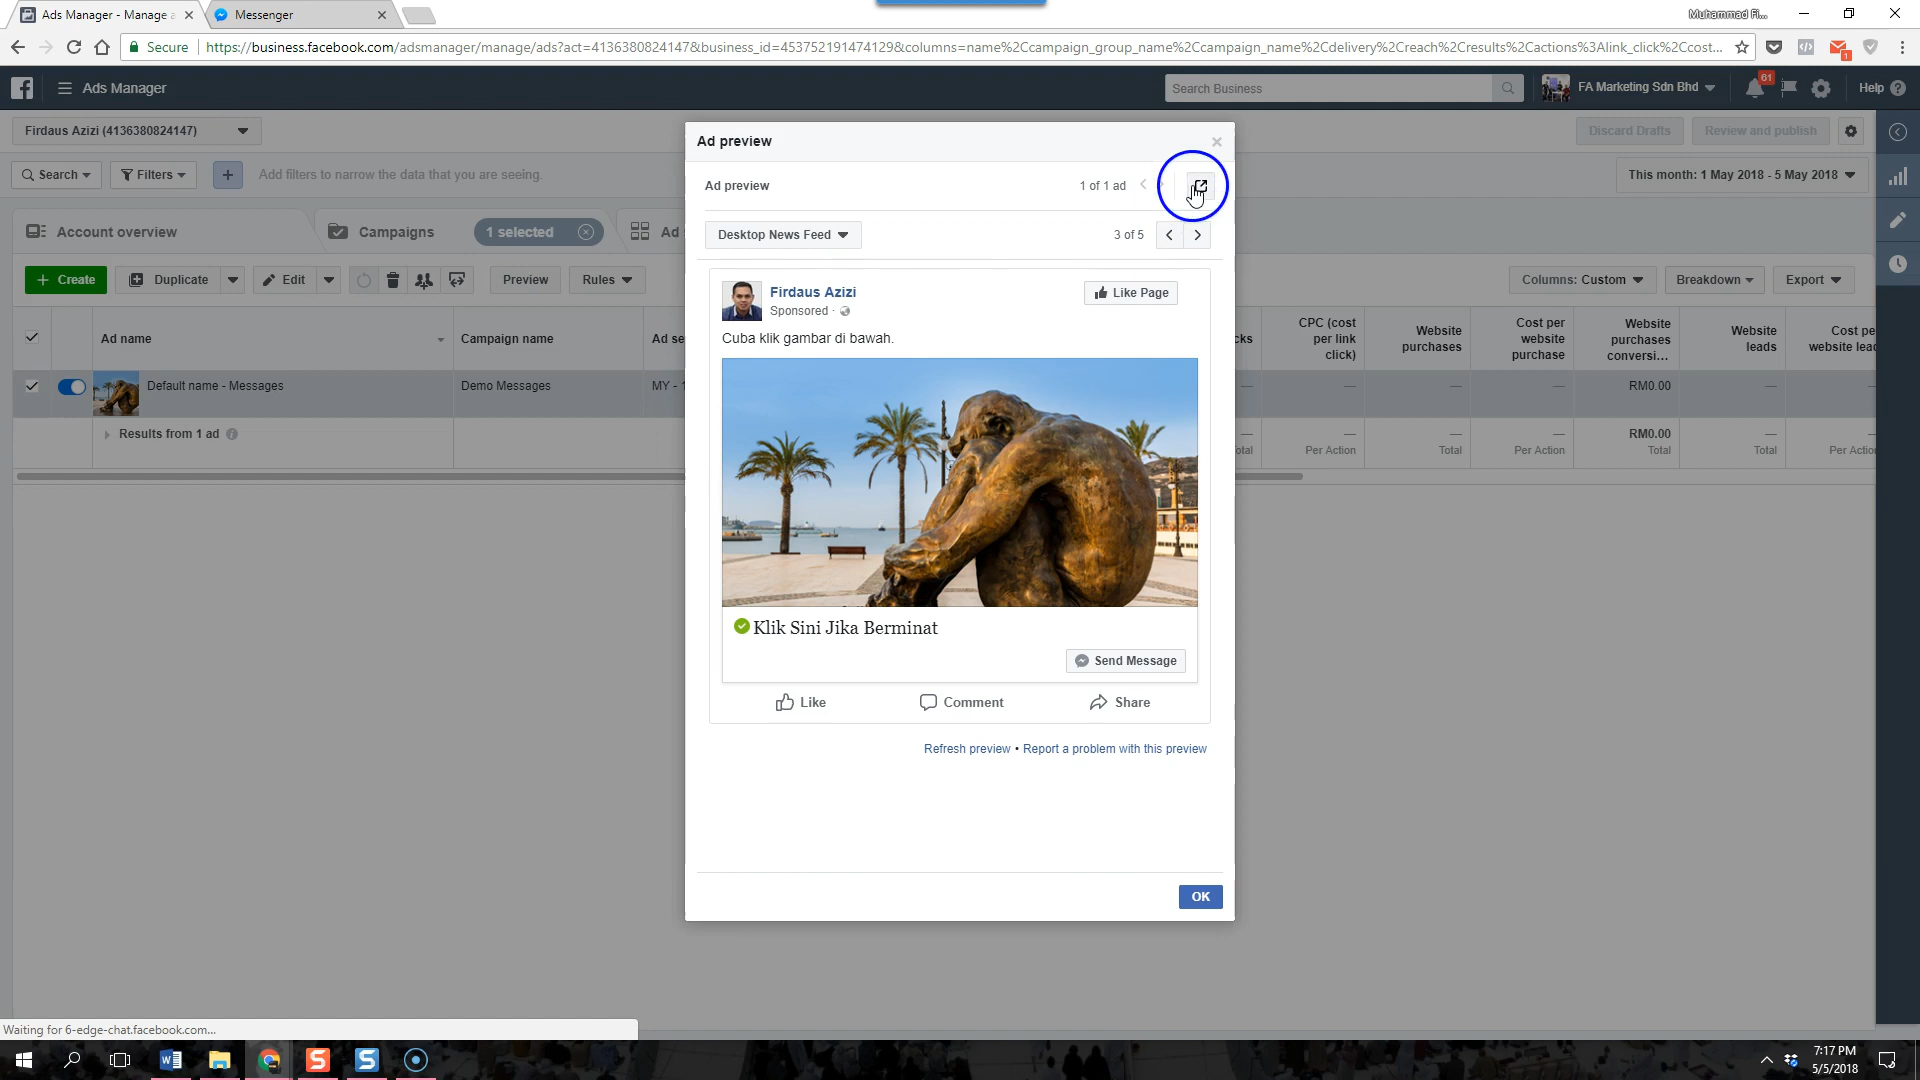 Ads Manager - Manage a
Messenger
Muhammad Fi...
Secure
https://business.facebook.com/adsmanager/manage/ads?act=4136380824147&business_id=453752191474129&columns=name%2Ccampaign_group_name%2Ccampaign_name%2Cdelivery%2Creach%2Cresults%2Cactions%3Alink_click%2Ccost...
Ads Manager
Search Business
FA Marketing Sdn Bhd
61
Help
Firdaus Azizi (4136380824147)
Discard Drafts
Review and publish
Search
Filters
Add filters to narrow the data that you are seeing.
This month: 1 May 2018 - 5 May 2018
Account overview
Campaigns
1 selected
Ad
Create
Duplicate
Edit
Preview
Rules
Columns: Custom
Breakdown
Export
Ad name
Campaign name
Ad se
cks
CPC (cost per link click)
Website purchases
Cost per website purchase
Website purchases conversi...
Website leads
Cost pe website lead
Default name - Messages
Demo Messages
MY - 1
RM0.00
Results from 1 ad
otal
Per Action
Total
Per Action
RM0.00
Total
Total
Per Actio
Ad preview
Ad preview
1 of 1 ad
Desktop News Feed
3 of 5
Firdaus Azizi
Sponsored ·
Like Page
Cuba klik gambar di bawah.
Klik Sini Jika Berminat
Send Message
Like
Comment
Share
Refresh preview • Report a problem with this preview
OK
Waiting for 6-edge-chat.facebook.com...
7:17 PM
5/5/2018